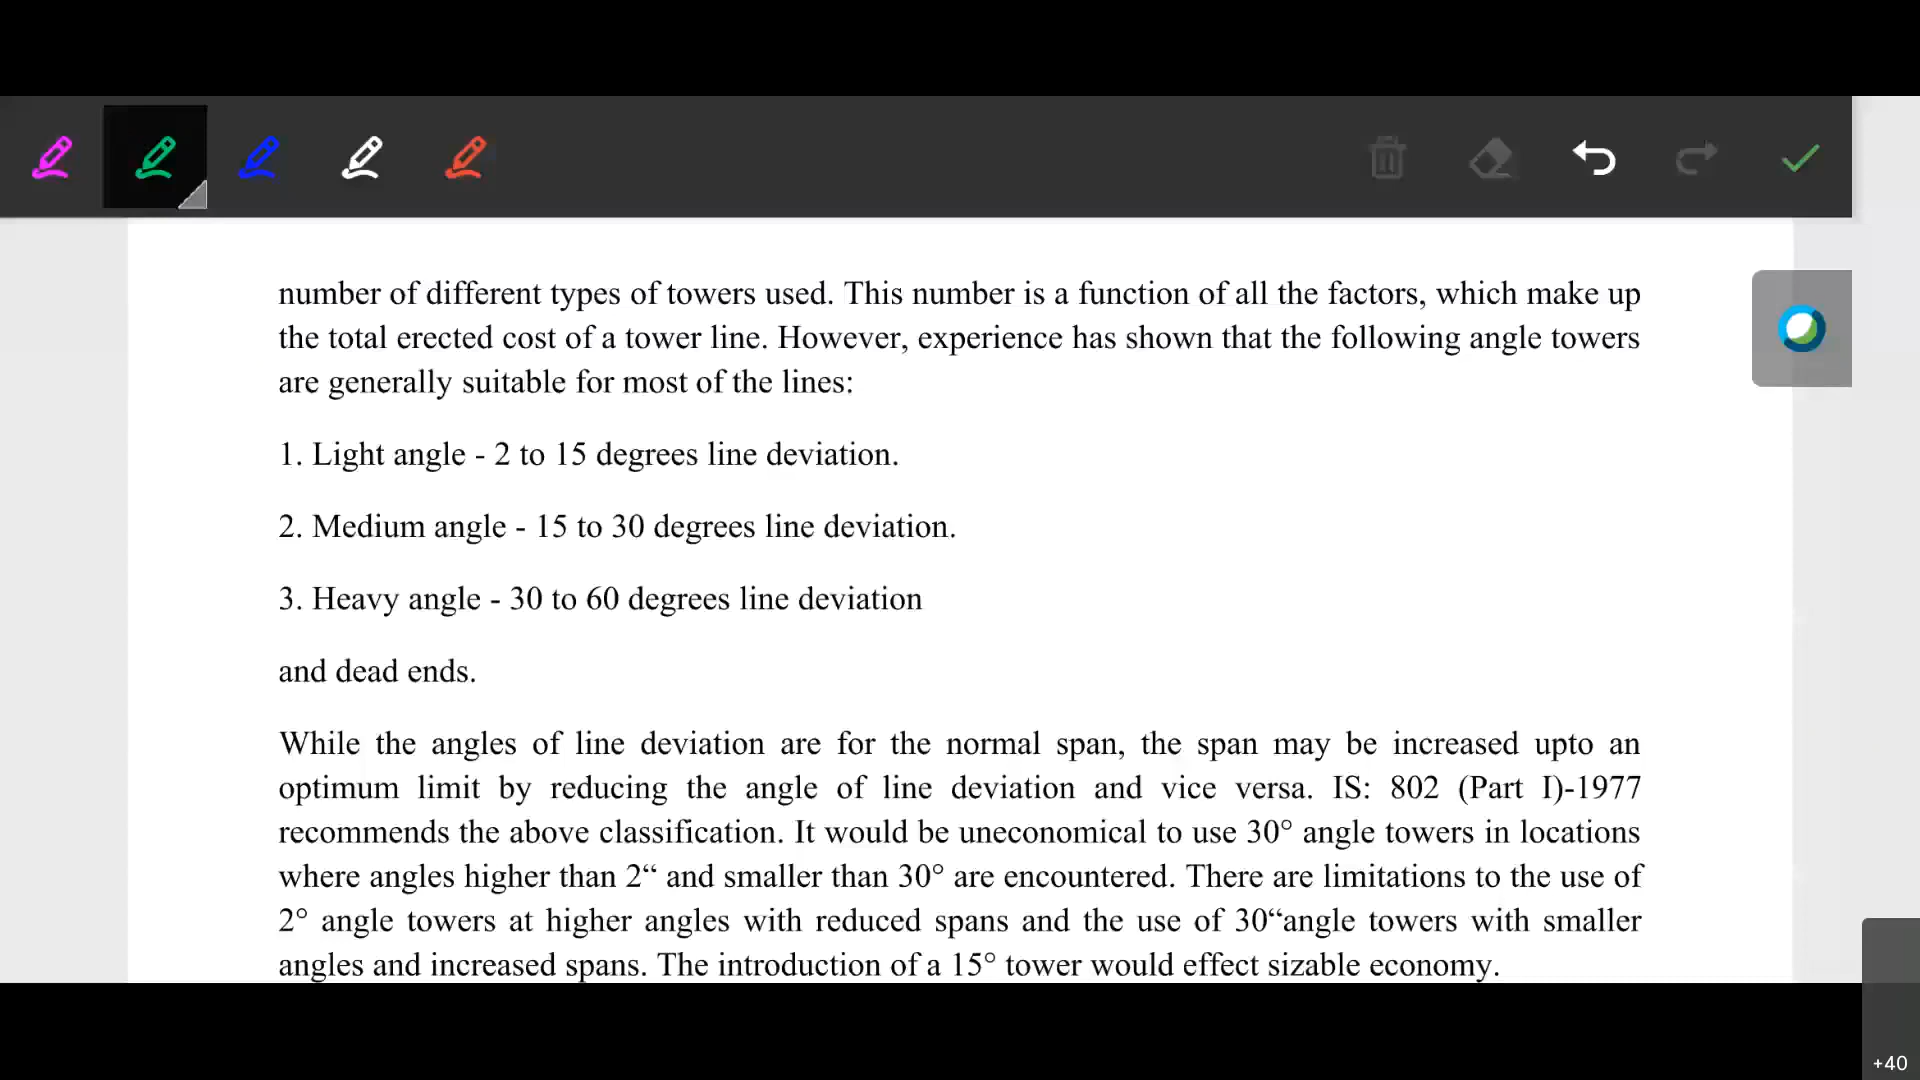 number of different types of towers used. This number is a function of all the factors, which make up
the total erected cost of a tower line. However, experience has shown that the following angle towers
are generally suitable for most of the lines:
1. Light angle - 2 to 15 degrees line deviation.
2. Medium angle - 15 to 30 degrees line deviation.
3. Heavy angle - 30 to 60 degrees line deviation
and dead ends.
While the angles of line deviation are for the normal span, the span may be increased upto an
optimum limit by reducing the angle of line deviation and vice versa. IS: 802 (Part I)-1977
recommends the above classification. It would be uneconomical to use 30° angle towers in locations
where angles higher than 2“ and smaller than 30° are encountered. There are limitations to the use of
2° angle towers at higher angles with reduced spans and the use of 30“angle towers with smaller
angles and increased spans. The introduction of a 15° tower would effect sizable economy.
+40